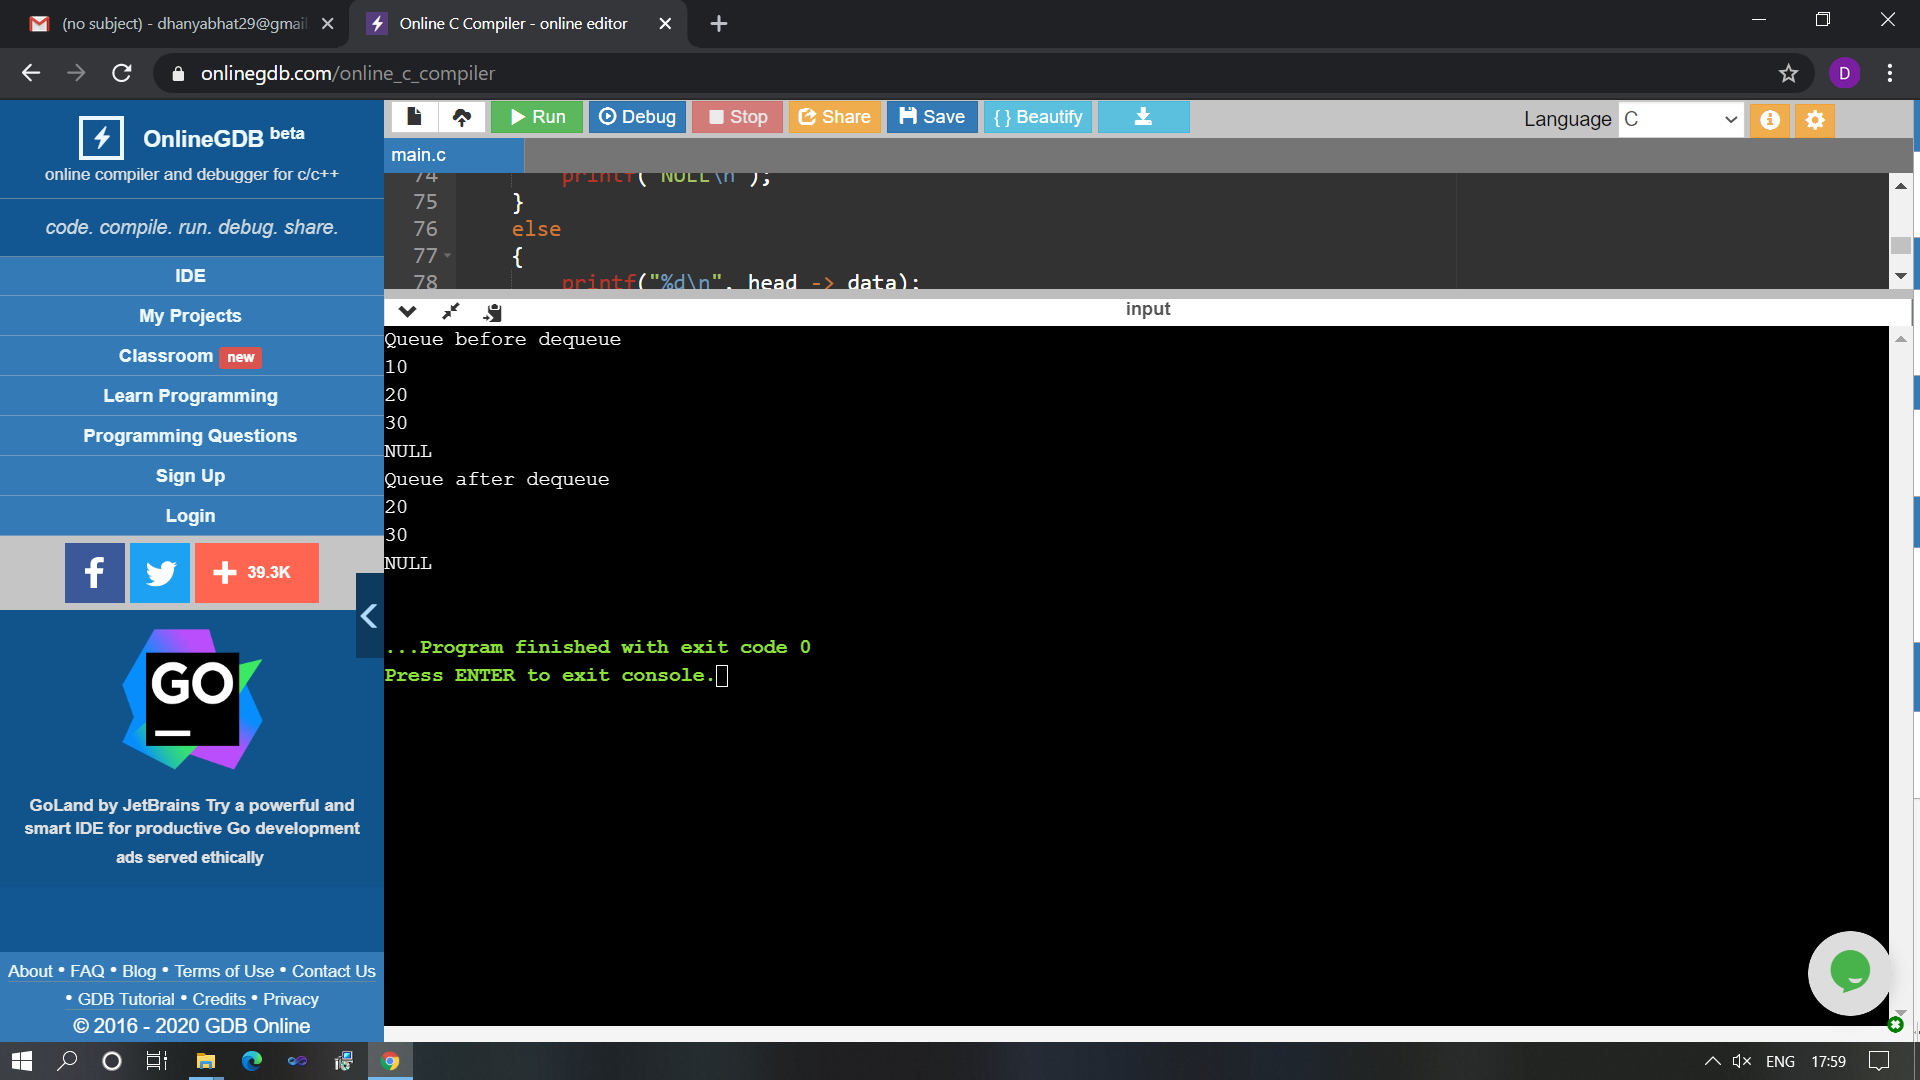 (no subject) - dhanyabhat29@gmail
Online C Compiler - online editor
onlinegdb.com/online_c_compiler
D
OnlineGDB beta
online compiler and debugger for c/c++
code. compile. run. debug. share.
IDE
My Projects
Classroom new
Learn Programming
Programming Questions
Sign Up
Login
39.3K
GO
GoLand by JetBrains Try a powerful and
smart IDE for productive Go development
ads served ethically
About • FAQ • Blog • Terms of Use • Contact Us
• GDB Tutorial • Credits • Privacy
© 2016 - 2020 GDB Online
Run Debug Stop Share Save { } Beautify
Language C
main.c
74 printf("NULL\n");
75 }
76 else
77 {
78 printf("%d\n", head -> data);
input
Queue before dequeue
10
20
30
NULL
Queue after dequeue
20
30
NULL
...Program finished with exit code 0
Press ENTER to exit console.
ENG 17:59